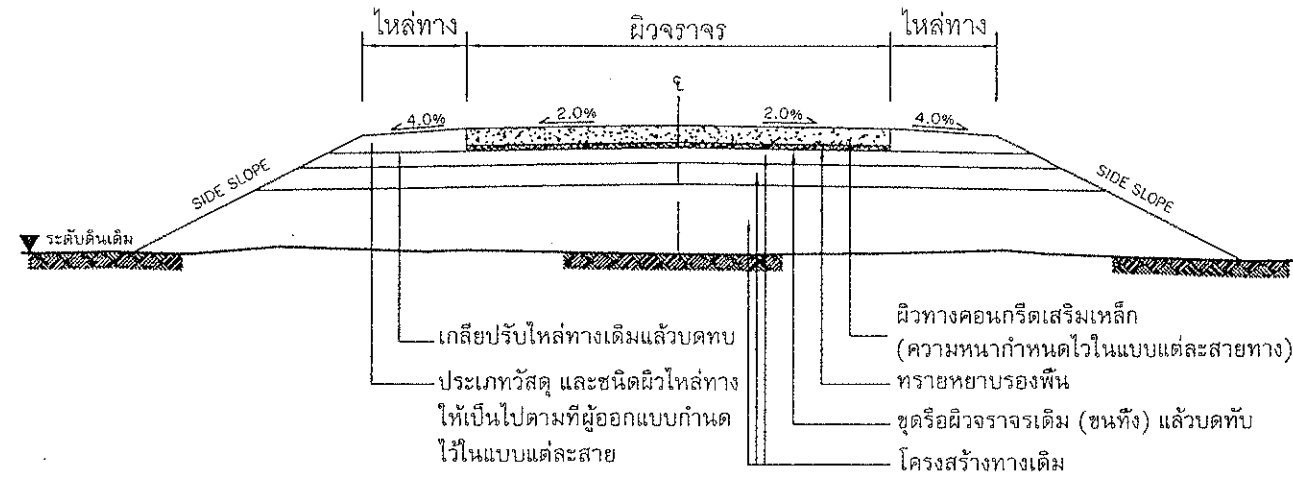 ไหล่ทาง ผิวจราจร ไหล่ทาง
℄
4.0% 2.0% 2.0% 4.0%
SIDE SLOPE SIDE SLOPE
ระดับดินเดิม
เกลี่ยปรับไหล่ทางเดิมแล้วบดทบ
ประเภทวัสดุ และชนิดผิวไหล่ทาง
ให้เป็นไปตามที่ผู้ออกแบบกำนด
ไว้ในแบบแต่ละสาย
ผิวทางคอนกรีตเสริมเหล็ก
(ความหนากำหนดไว้ในแบบแต่ละสายทาง)
ทรายหยาบรองพื้น
ขุดรือผิวจราจรเดิม (ขนทิ้ง) แล้วบดทับ
โครงสร้างทางเดิม